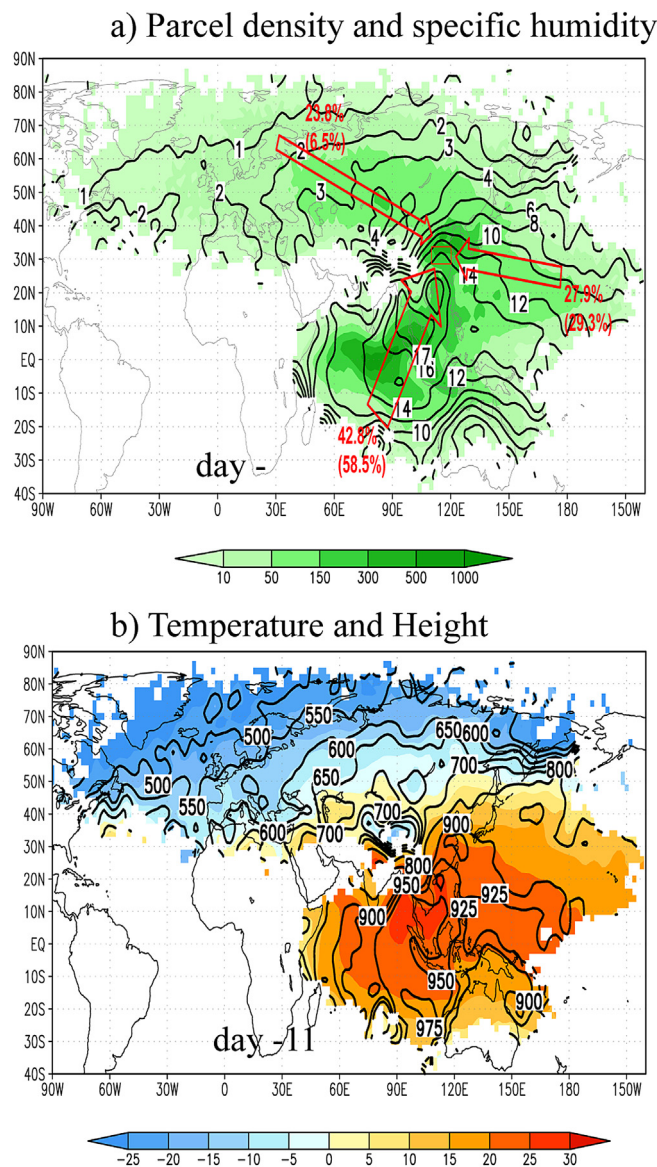 a) Parcel density and specific humidity
90N
80N
70N
60N
50N
40N
30N
20N
10N
EQ
10S
20S
30S
40S
23.8%
(6.5%)
2
2
1
2
3
4
1
2
2
3
6
8
4
10
14
12
27.9%
(29.3%)
17
16
12
14
10
42.8%
(58.5%)
day -
90W 60W 30W 0 30E 60E 90E 120E 150E 180 150W
10 50 150 300 500 1000
b) Temperature and Height
90N
80N
70N
60N
50N
40N
30N
20N
10N
EQ
10S
20S
30S
40S
550
500
650
600
600
700
800
500
650
550
700
600
700
900
800
950
925
925
900
950
900
975
day -11
90W 60W 30W 0 30E 60E 90E 120E 150E 180 150W
-25 -20 -15 -10 -5 0 5 10 15 20 25 30